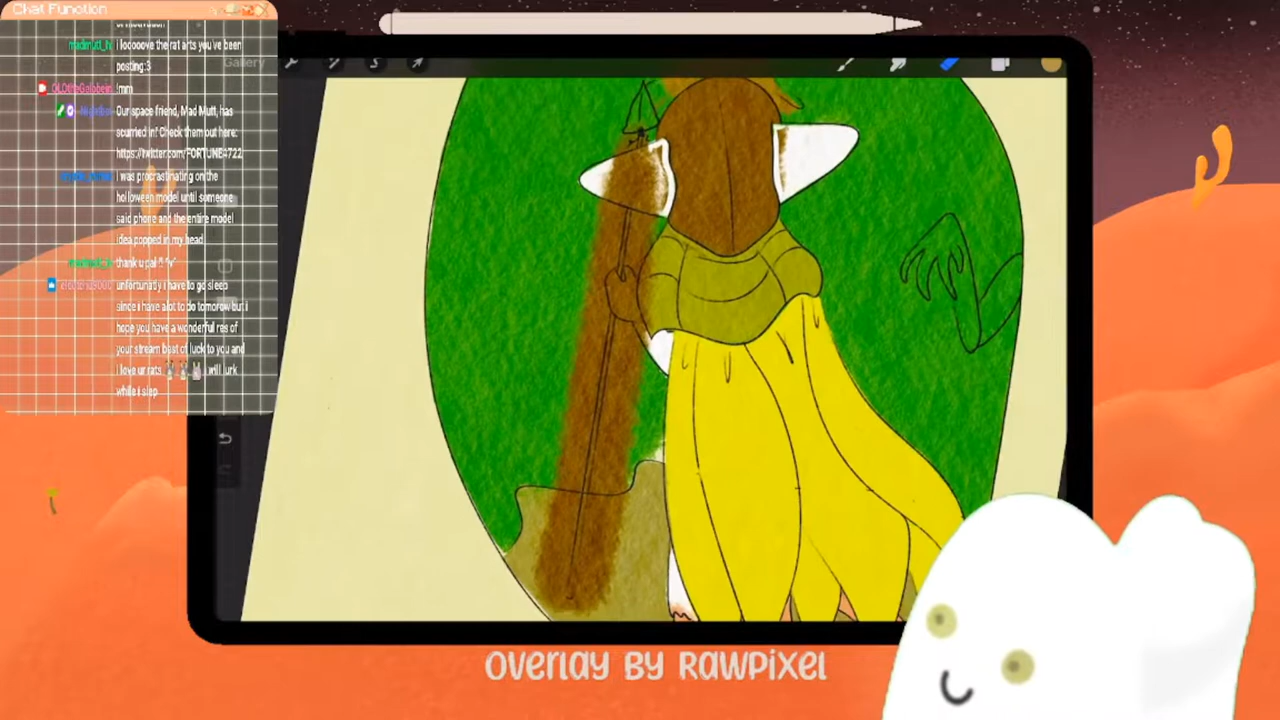 Chat Function
madmutt_tv i looooove the rat arts you've been
posting:3
!mm
Our space friend, Mad Mutt, has
scurried in! Check them out here:
https://twitter.com/FORTUNE4722
i was procrastinating on the
holloween model until someone
said phone and the entire model
idea popped in my head
thank u pal!!
unfortunatly i have to go sleep
since i have alot to do tomorow but i
hope you have a wonderful res of
your stream best of luck to you and
i love ur rats i will lurk
while i slep
Gallery
OVERLAY BY RAWPIXEL